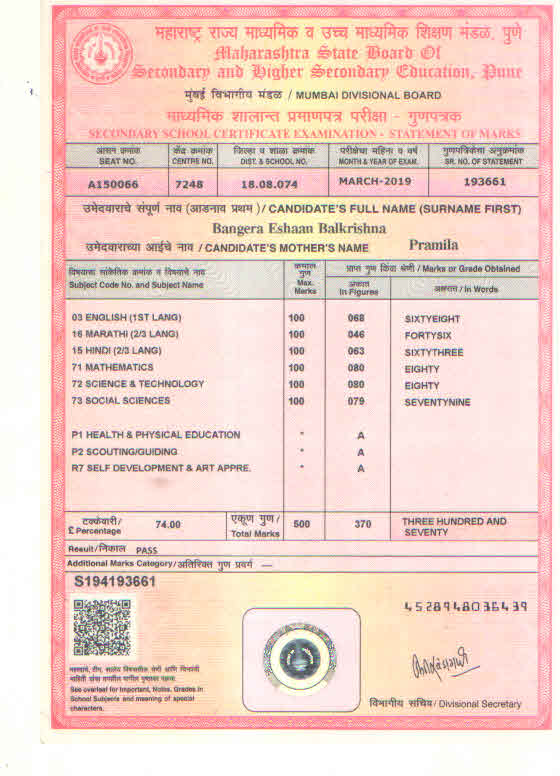 महाराष्ट्र राज्य माध्यमिक व उच्च माध्यमिक शिक्षण मंडळ, पुणे
Maharashtra State Board Of
Secondary and Higher Secondary Education, Pune
मुंबई विभागीय मंडळ / MUMBAI DIVISIONAL BOARD
माध्यमिक शालान्त प्रमाणपत्र परीक्षा - गुणपत्रक
SECONDARY SCHOOL CERTIFICATE EXAMINATION - STATEMENT OF MARKS
आसन क्रमांक केंद्र क्रमांक जिल्हा व शाळा क्रमांक परीक्षेचा महिना व वर्ष गुणपत्रिकेचा अनुक्रमांक
SEAT NO. CENTRE NO. DIST. & SCHOOL NO. MONTH & YEAR OF EXAM. SR. NO. OF STATEMENT
A150066 7248 18.08.074 MARCH-2019 193661
उमेदवाराचे संपूर्ण नाव (आडनाव प्रथम) / CANDIDATE'S FULL NAME (SURNAME FIRST)
Bangera Eshaan Balkrishna
उमेदवाराच्या आईचे नाव / CANDIDATE'S MOTHER'S NAME Pramila
विषयाचा सांकेतिक क्रमांक व विषयाचे नाव कमाल गुण प्राप्त गुण किंवा श्रेणी / Marks or Grade Obtained
Subject Code No. and Subject Name Max. Marks अंकात In Figures अक्षरात / In Words
03 ENGLISH (1ST LANG) 100 068 SIXTYEIGHT
16 MARATHI (2/3 LANG) 100 046 FORTYSIX
15 HINDI (2/3 LANG) 100 063 SIXTYTHREE
71 MATHEMATICS 100 080 EIGHTY
72 SCIENCE & TECHNOLOGY 100 080 EIGHTY
73 SOCIAL SCIENCES 100 079 SEVENTYNINE
P1 HEALTH & PHYSICAL EDUCATION * A
P2 SCOUTING/GUIDING * A
R7 SELF DEVELOPMENT & ART APPRE. * A
टक्केवारी / £ Percentage 74.00 एकूण गुण / Total Marks 500 370 THREE HUNDRED AND
SEVENTY
Result/निकाल PASS
Additional Marks Category/अतिरिक्त गुण प्रवर्ग —
S194193661
4528948036439
See overleaf for Important, Notes, Grades in
School Subjects and meaning of special
characters.
विभागीय सचिव / Divisional Secretary